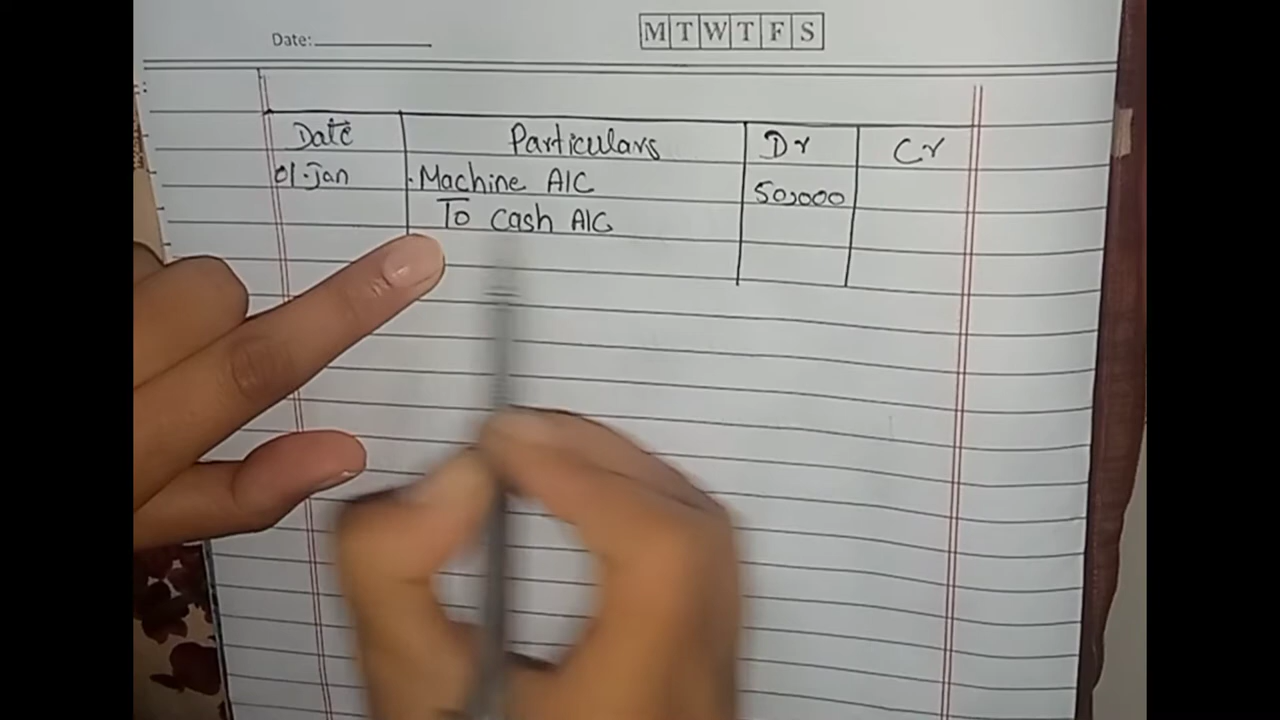 Date:
M T W T F S
Date Particulars Dr Cr
01-Jan Machine A/C 50,000
To Cash A/C